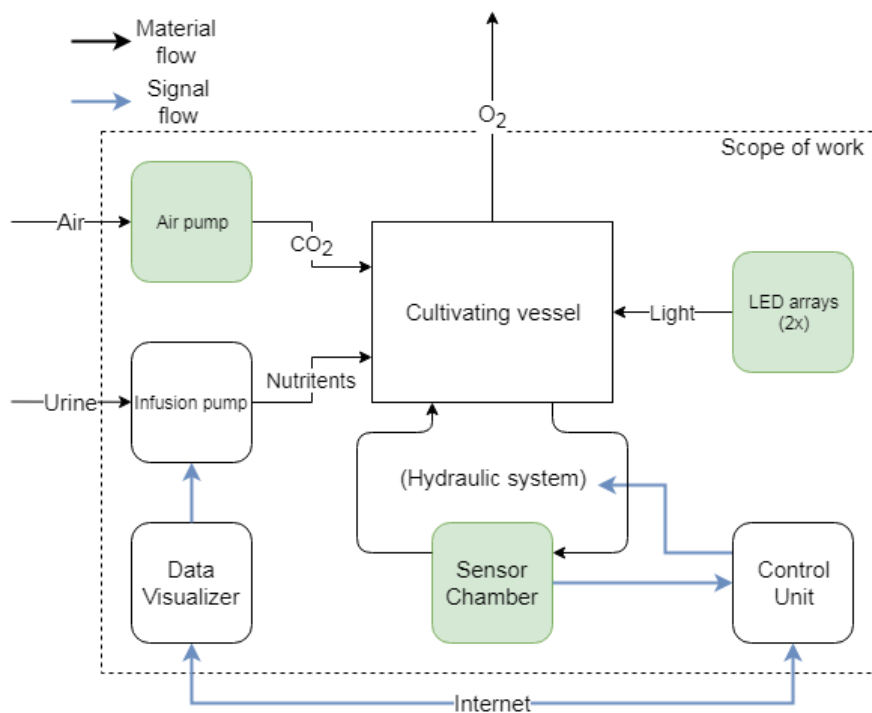 Material
flow
Signal
flow
O2
Scope of work
Air
Air pump
CO2
Cultivating vessel
Light
LED arrays
(2x)
Urine
Infusion pump
Nutritents
(Hydraulic system)
Data
Visualizer
Sensor
Chamber
Control
Unit
Internet